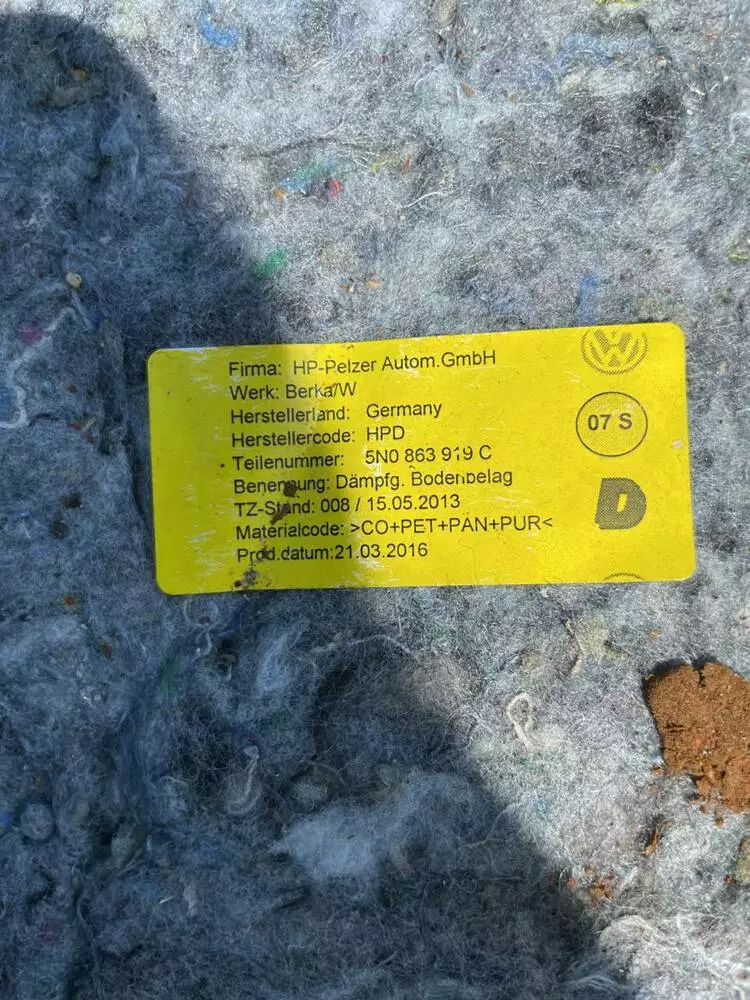 Firma: HP-Pelzer Autom.GmbH
Werk: Berka/W
Herstellerland: Germany
Herstellercode: HPD
Teilenummer: 5N0 863 919 C
Benennung: Dämpfg. Bodenbelag
TZ-Stand: 008 / 15.05.2013
Materialcode: >CO+PET+PAN+PUR<
Prod.datum:21.03.2016
VW
07 S
D